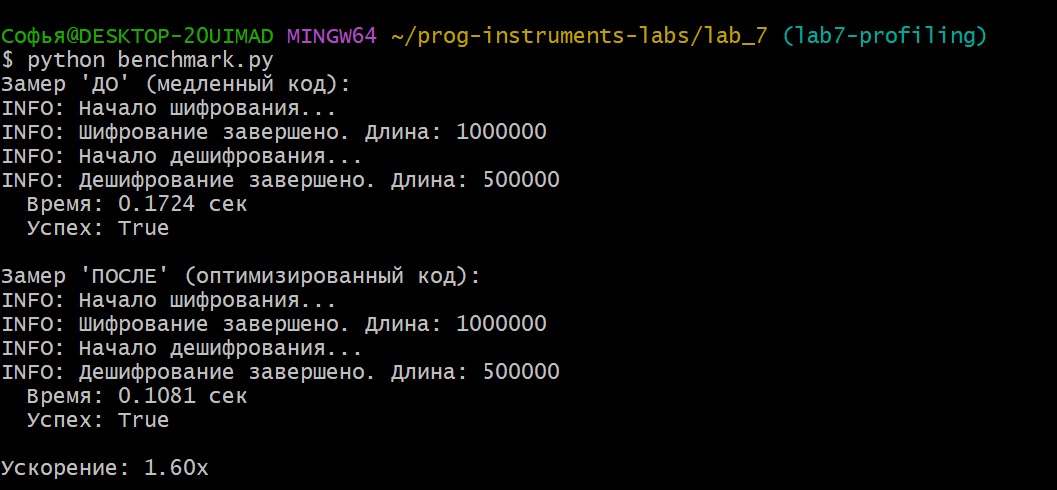 Софья@DESKTOP-2OUIMAD MINGW64 ~/prog-instruments-labs/lab_7 (lab7-profiling)
$ python benchmark.py
Замер 'ДО' (медленный код):
INFO: Начало шифрования...
INFO: Шифрование завершено. Длина: 1000000
INFO: Начало дешифрования...
INFO: Дешифрование завершено. Длина: 500000
Время: 0.1724 сек
Успех: True
Замер 'ПОСЛЕ' (оптимизированный код):
INFO: Начало шифрования...
INFO: Шифрование завершено. Длина: 1000000
INFO: Начало дешифрования...
INFO: Дешифрование завершено. Длина: 500000
Время: 0.1081 сек
Успех: True
Ускорение: 1.60x